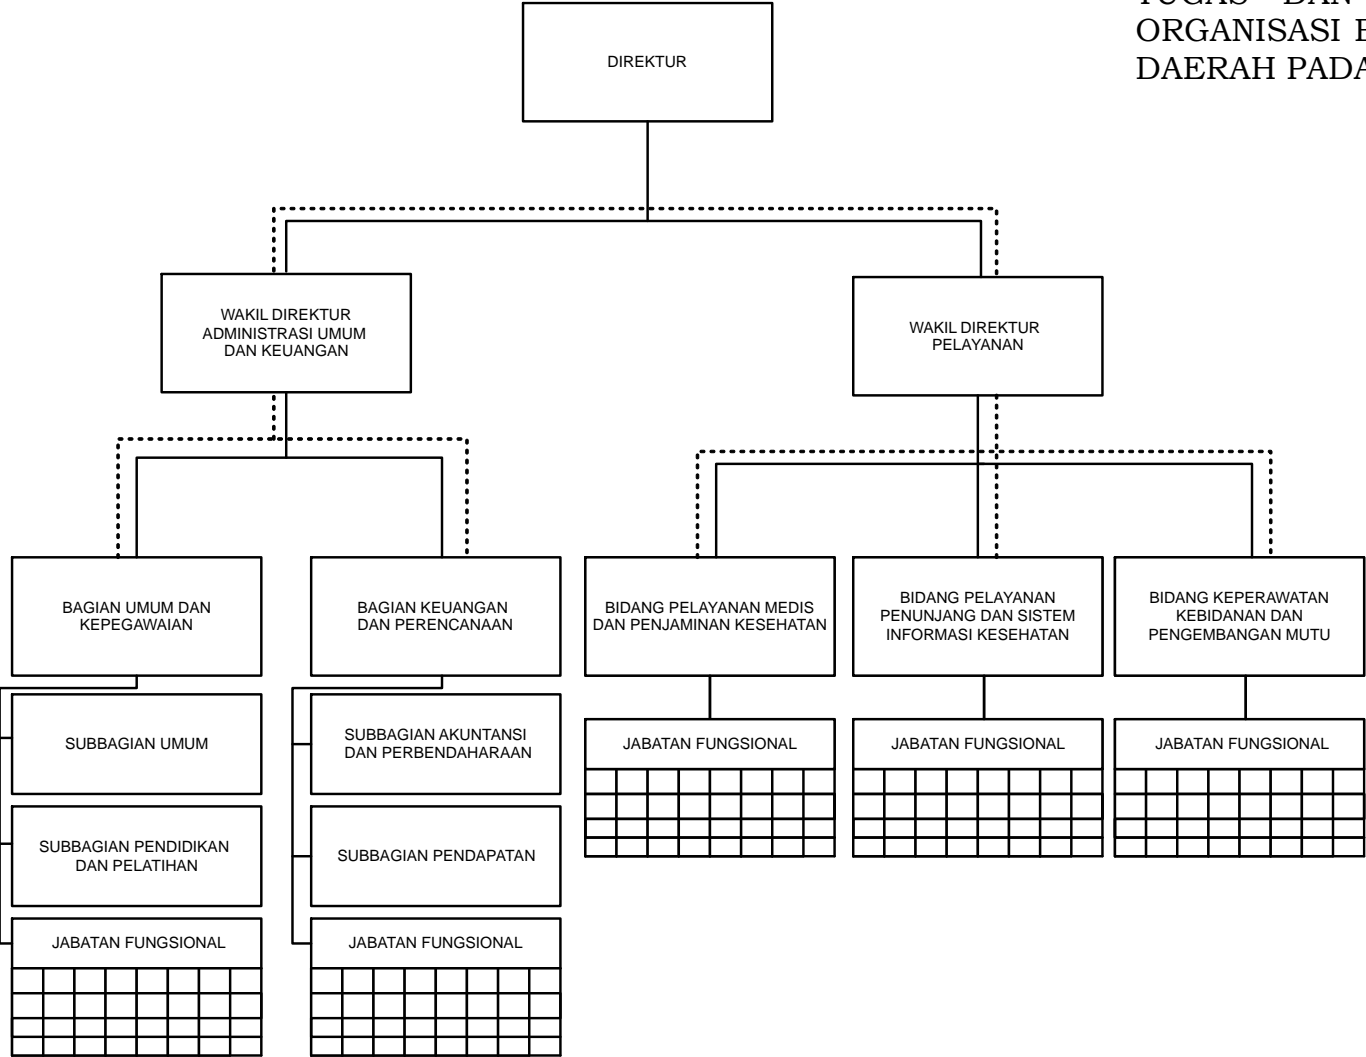 TUGAS DAN
ORGANISASI
DAERAH PADA
DIREKTUR
WAKIL DIREKTUR
ADMINISTRASI UMUM
DAN KEUANGAN
WAKIL DIREKTUR
PELAYANAN
BAGIAN UMUM DAN
KEPEGAWAIAN
BAGIAN KEUANGAN
DAN PERENCANAAN
BIDANG PELAYANAN MEDIS
DAN PENJAMINAN KESEHATAN
BIDANG PELAYANAN
PENUNJANG DAN SISTEM
INFORMASI KESEHATAN
BIDANG KEPERAWATAN
KEBIDANAN DAN
PENGEMBANGAN MUTU
SUBBAGIAN UMUM
SUBBAGIAN AKUNTANSI
DAN PERBENDAHARAAN
JABATAN FUNGSIONAL
JABATAN FUNGSIONAL
JABATAN FUNGSIONAL
SUBBAGIAN PENDIDIKAN
DAN PELATIHAN
SUBBAGIAN PENDAPATAN
JABATAN FUNGSIONAL
JABATAN FUNGSIONAL